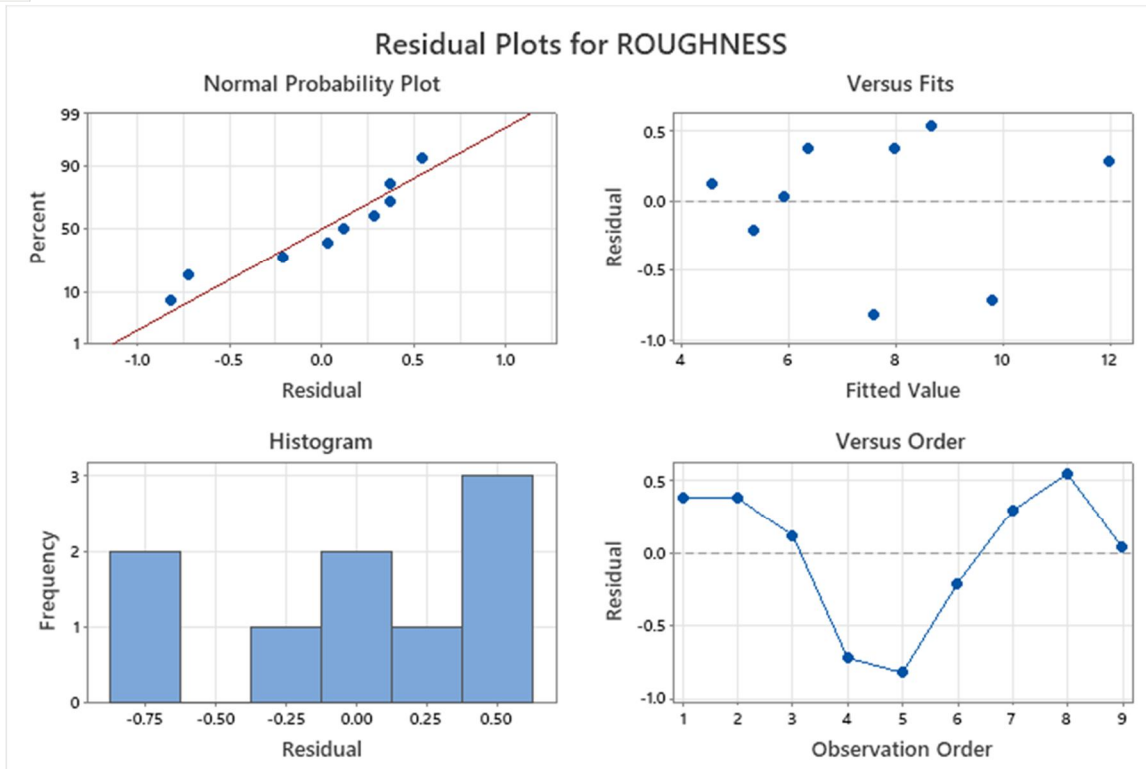 Residual Plots for ROUGHNESS
Normal Probability Plot
99
90
50
10
1
Percent
-1.0 -0.5 0.0 0.5 1.0
Residual
Versus Fits
0.5
0.0
-0.5
-1.0
Residual
4 6 8 10 12
Fitted Value
Histogram
3
2
1
0
Frequency
-0.75 -0.50 -0.25 0.00 0.25 0.50
Residual
Versus Order
0.5
0.0
-0.5
-1.0
Residual
1 2 3 4 5 6 7 8 9
Observation Order